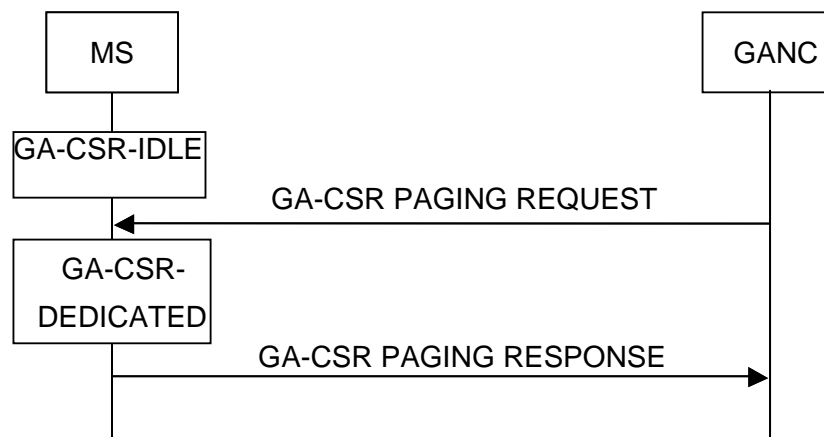 MS
GANC
GA-CSR-IDLE
GA-CSR PAGING REQUEST
GA-CSR-
DEDICATED
GA-CSR PAGING RESPONSE